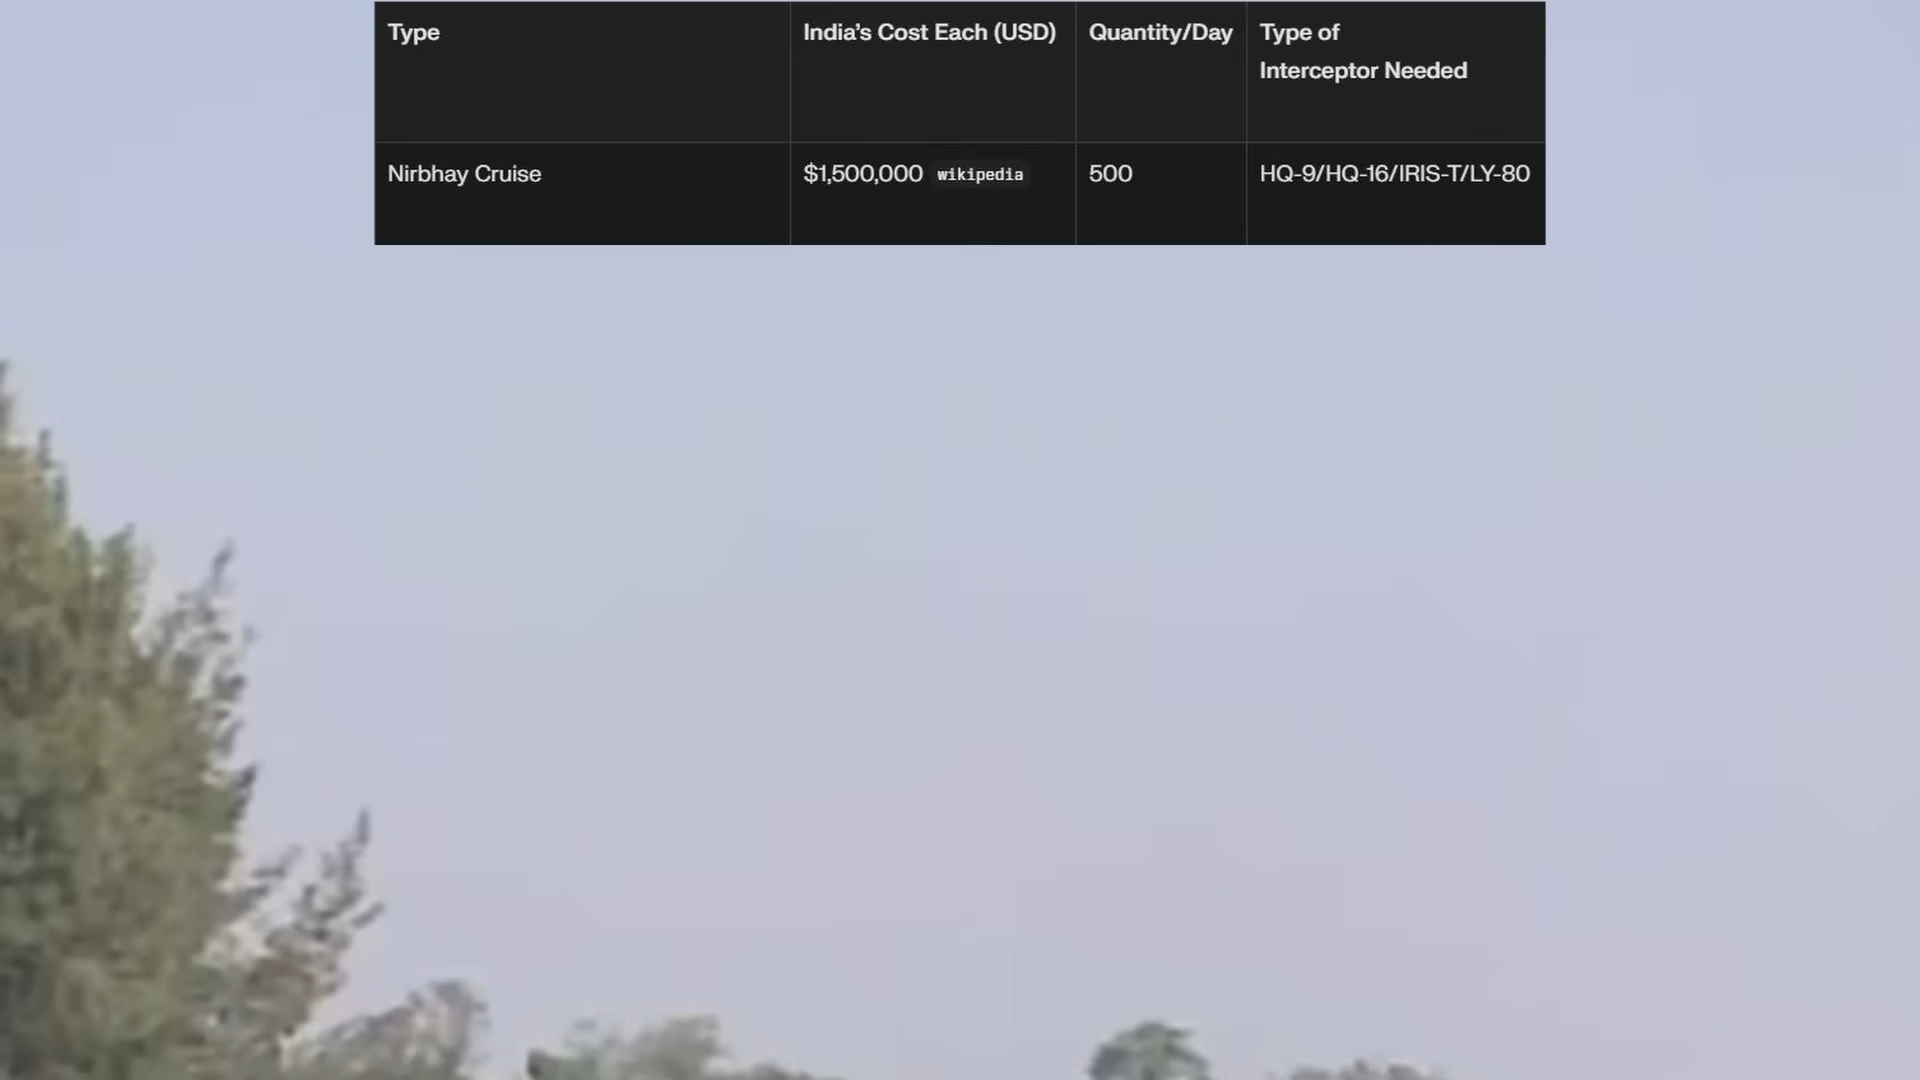 Type India’s Cost Each (USD) Quantity/Day Type of
Interceptor Needed
Nirbhay Cruise $1,500,000 wikipedia 500 HQ-9/HQ-16/IRIS-T/LY-80